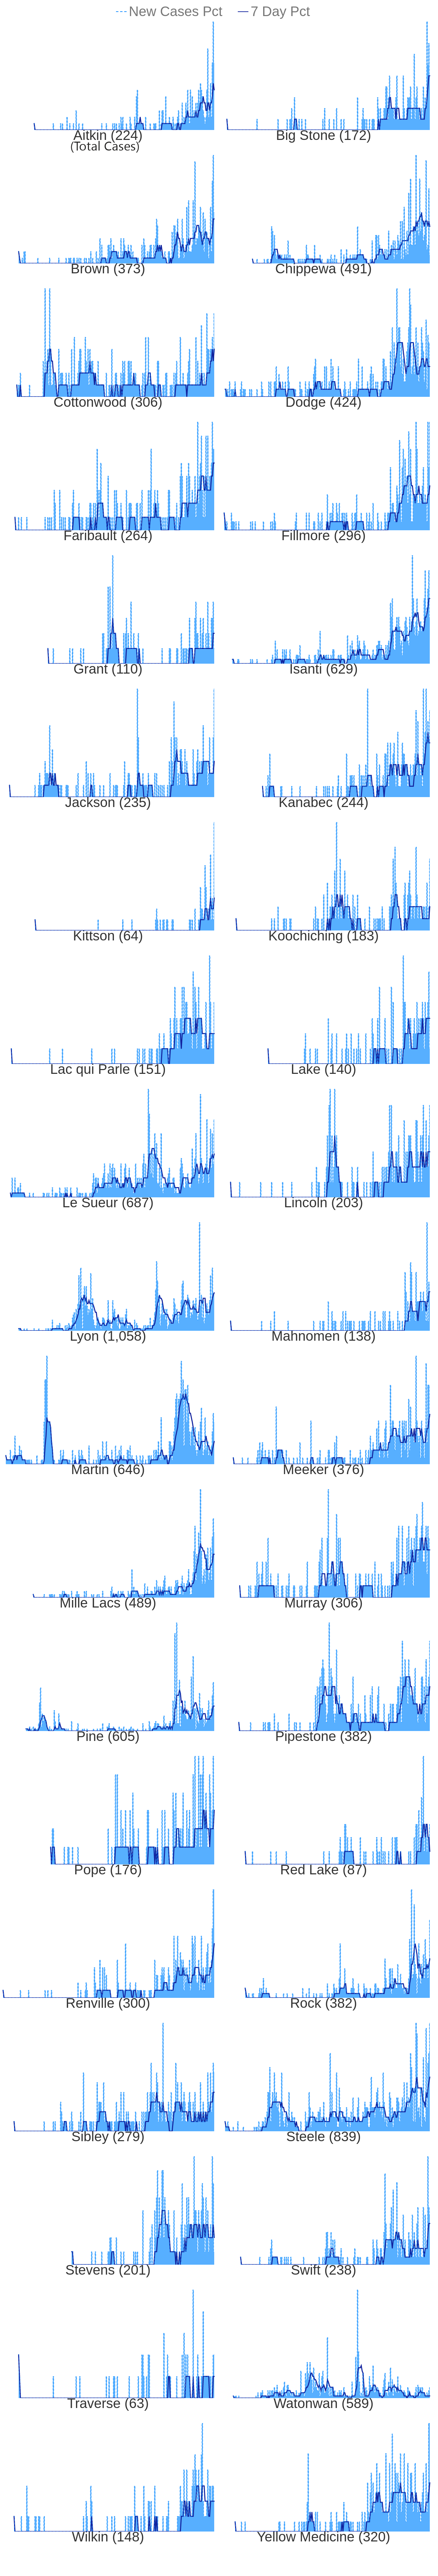 New Cases Pct 7 Day Pct
Aitkin (224) Big Stone (172)
(Total Cases)
Brown (373) Chippewa (491)
Cottonwood (306) Dodge (424)
Faribault (264) Fillmore (296)
Grant (110) Isanti (629)
Jackson (235) Kanabec (244)
Kittson (64) Koochiching (183)
Lac qui Parle (151) Lake (140)
Le Sueur (687) Lincoln (203)
Lyon (1,058) Mahnomen (138)
Martin (646) Meeker (376)
Mille Lacs (489) Murray (306)
Pine (605) Pipestone (382)
Pope (176) Red Lake (87)
Renville (300) Rock (382)
Sibley (279) Steele (839)
Stevens (201) Swift (238)
Traverse (63) Watonwan (589)
Wilkin (148) Yellow Medicine (320)